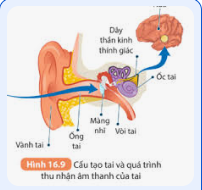 Dây
thần kinh
thính giác
Ốc tai
Màng
nhĩ
Vòi tai
Ống
tai
Vành tai
Hình 16.9 Cấu tạo tai và quá trình
thu nhận âm thanh của tai